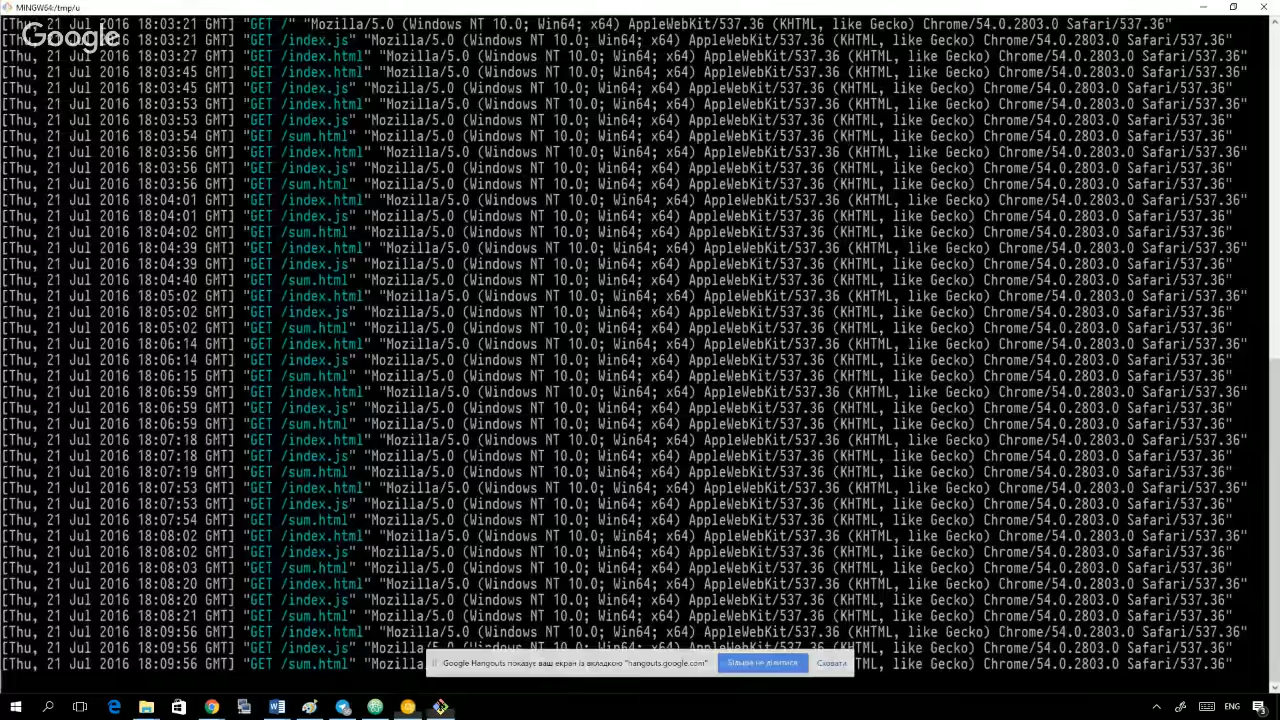 MINGW64:/tmp/u
[Thu, 21 Jul 2016 18:03:21 GMT] "GET /" "Mozilla/5.0 (Windows NT 10.0; Win64; x64) AppleWebKit/537.36 (KHTML, like Gecko) Chrome/54.0.2803.0 Safari/537.36"
Google
[Thu, 21 Jul 2016 18:03:21 GMT] "GET /index.js" "Mozilla/5.0 (Windows NT 10.0; Win64; x64) AppleWebKit/537.36 (KHTML, like Gecko) Chrome/54.0.2803.0 Safari/537.36"
[Thu, 21 Jul 2016 18:03:27 GMT] "GET /index.html" "Mozilla/5.0 (Windows NT 10.0; Win64; x64) AppleWebKit/537.36 (KHTML, like Gecko) Chrome/54.0.2803.0 Safari/537.36"
[Thu, 21 Jul 2016 18:03:45 GMT] "GET /index.html" "Mozilla/5.0 (Windows NT 10.0; Win64; x64) AppleWebKit/537.36 (KHTML, like Gecko) Chrome/54.0.2803.0 Safari/537.36"
[Thu, 21 Jul 2016 18:03:45 GMT] "GET /index.js" "Mozilla/5.0 (Windows NT 10.0; Win64; x64) AppleWebKit/537.36 (KHTML, like Gecko) Chrome/54.0.2803.0 Safari/537.36"
[Thu, 21 Jul 2016 18:03:53 GMT] "GET /index.html" "Mozilla/5.0 (Windows NT 10.0; Win64; x64) AppleWebKit/537.36 (KHTML, like Gecko) Chrome/54.0.2803.0 Safari/537.36"
[Thu, 21 Jul 2016 18:03:53 GMT] "GET /index.js" "Mozilla/5.0 (Windows NT 10.0; Win64; x64) AppleWebKit/537.36 (KHTML, like Gecko) Chrome/54.0.2803.0 Safari/537.36"
[Thu, 21 Jul 2016 18:03:54 GMT] "GET /sum.html" "Mozilla/5.0 (Windows NT 10.0; Win64; x64) AppleWebKit/537.36 (KHTML, like Gecko) Chrome/54.0.2803.0 Safari/537.36"
[Thu, 21 Jul 2016 18:03:56 GMT] "GET /index.html" "Mozilla/5.0 (Windows NT 10.0; Win64; x64) AppleWebKit/537.36 (KHTML, like Gecko) Chrome/54.0.2803.0 Safari/537.36"
[Thu, 21 Jul 2016 18:03:56 GMT] "GET /index.js" "Mozilla/5.0 (Windows NT 10.0; Win64; x64) AppleWebKit/537.36 (KHTML, like Gecko) Chrome/54.0.2803.0 Safari/537.36"
[Thu, 21 Jul 2016 18:03:56 GMT] "GET /sum.html" "Mozilla/5.0 (Windows NT 10.0; Win64; x64) AppleWebKit/537.36 (KHTML, like Gecko) Chrome/54.0.2803.0 Safari/537.36"
[Thu, 21 Jul 2016 18:04:01 GMT] "GET /index.html" "Mozilla/5.0 (Windows NT 10.0; Win64; x64) AppleWebKit/537.36 (KHTML, like Gecko) Chrome/54.0.2803.0 Safari/537.36"
[Thu, 21 Jul 2016 18:04:01 GMT] "GET /index.js" "Mozilla/5.0 (Windows NT 10.0; Win64; x64) AppleWebKit/537.36 (KHTML, like Gecko) Chrome/54.0.2803.0 Safari/537.36"
[Thu, 21 Jul 2016 18:04:02 GMT] "GET /sum.html" "Mozilla/5.0 (Windows NT 10.0; Win64; x64) AppleWebKit/537.36 (KHTML, like Gecko) Chrome/54.0.2803.0 Safari/537.36"
[Thu, 21 Jul 2016 18:04:39 GMT] "GET /index.html" "Mozilla/5.0 (Windows NT 10.0; Win64; x64) AppleWebKit/537.36 (KHTML, like Gecko) Chrome/54.0.2803.0 Safari/537.36"
[Thu, 21 Jul 2016 18:04:39 GMT] "GET /index.js" "Mozilla/5.0 (Windows NT 10.0; Win64; x64) AppleWebKit/537.36 (KHTML, like Gecko) Chrome/54.0.2803.0 Safari/537.36"
[Thu, 21 Jul 2016 18:04:40 GMT] "GET /sum.html" "Mozilla/5.0 (Windows NT 10.0; Win64; x64) AppleWebKit/537.36 (KHTML, like Gecko) Chrome/54.0.2803.0 Safari/537.36"
[Thu, 21 Jul 2016 18:05:02 GMT] "GET /index.html" "Mozilla/5.0 (Windows NT 10.0; Win64; x64) AppleWebKit/537.36 (KHTML, like Gecko) Chrome/54.0.2803.0 Safari/537.36"
[Thu, 21 Jul 2016 18:05:02 GMT] "GET /index.js" "Mozilla/5.0 (Windows NT 10.0; Win64; x64) AppleWebKit/537.36 (KHTML, like Gecko) Chrome/54.0.2803.0 Safari/537.36"
[Thu, 21 Jul 2016 18:05:02 GMT] "GET /sum.html" "Mozilla/5.0 (Windows NT 10.0; Win64; x64) AppleWebKit/537.36 (KHTML, like Gecko) Chrome/54.0.2803.0 Safari/537.36"
[Thu, 21 Jul 2016 18:06:14 GMT] "GET /index.html" "Mozilla/5.0 (Windows NT 10.0; Win64; x64) AppleWebKit/537.36 (KHTML, like Gecko) Chrome/54.0.2803.0 Safari/537.36"
[Thu, 21 Jul 2016 18:06:14 GMT] "GET /index.js" "Mozilla/5.0 (Windows NT 10.0; Win64; x64) AppleWebKit/537.36 (KHTML, like Gecko) Chrome/54.0.2803.0 Safari/537.36"
[Thu, 21 Jul 2016 18:06:15 GMT] "GET /sum.html" "Mozilla/5.0 (Windows NT 10.0; Win64; x64) AppleWebKit/537.36 (KHTML, like Gecko) Chrome/54.0.2803.0 Safari/537.36"
[Thu, 21 Jul 2016 18:06:59 GMT] "GET /index.html" "Mozilla/5.0 (Windows NT 10.0; Win64; x64) AppleWebKit/537.36 (KHTML, like Gecko) Chrome/54.0.2803.0 Safari/537.36"
[Thu, 21 Jul 2016 18:06:59 GMT] "GET /index.js" "Mozilla/5.0 (Windows NT 10.0; Win64; x64) AppleWebKit/537.36 (KHTML, like Gecko) Chrome/54.0.2803.0 Safari/537.36"
[Thu, 21 Jul 2016 18:06:59 GMT] "GET /sum.html" "Mozilla/5.0 (Windows NT 10.0; Win64; x64) AppleWebKit/537.36 (KHTML, like Gecko) Chrome/54.0.2803.0 Safari/537.36"
[Thu, 21 Jul 2016 18:07:18 GMT] "GET /index.html" "Mozilla/5.0 (Windows NT 10.0; Win64; x64) AppleWebKit/537.36 (KHTML, like Gecko) Chrome/54.0.2803.0 Safari/537.36"
[Thu, 21 Jul 2016 18:07:18 GMT] "GET /index.js" "Mozilla/5.0 (Windows NT 10.0; Win64; x64) AppleWebKit/537.36 (KHTML, like Gecko) Chrome/54.0.2803.0 Safari/537.36"
[Thu, 21 Jul 2016 18:07:19 GMT] "GET /sum.html" "Mozilla/5.0 (Windows NT 10.0; Win64; x64) AppleWebKit/537.36 (KHTML, like Gecko) Chrome/54.0.2803.0 Safari/537.36"
[Thu, 21 Jul 2016 18:07:53 GMT] "GET /index.html" "Mozilla/5.0 (Windows NT 10.0; Win64; x64) AppleWebKit/537.36 (KHTML, like Gecko) Chrome/54.0.2803.0 Safari/537.36"
[Thu, 21 Jul 2016 18:07:53 GMT] "GET /index.js" "Mozilla/5.0 (Windows NT 10.0; Win64; x64) AppleWebKit/537.36 (KHTML, like Gecko) Chrome/54.0.2803.0 Safari/537.36"
[Thu, 21 Jul 2016 18:07:54 GMT] "GET /sum.html" "Mozilla/5.0 (Windows NT 10.0; Win64; x64) AppleWebKit/537.36 (KHTML, like Gecko) Chrome/54.0.2803.0 Safari/537.36"
[Thu, 21 Jul 2016 18:08:02 GMT] "GET /index.html" "Mozilla/5.0 (Windows NT 10.0; Win64; x64) AppleWebKit/537.36 (KHTML, like Gecko) Chrome/54.0.2803.0 Safari/537.36"
[Thu, 21 Jul 2016 18:08:02 GMT] "GET /index.js" "Mozilla/5.0 (Windows NT 10.0; Win64; x64) AppleWebKit/537.36 (KHTML, like Gecko) Chrome/54.0.2803.0 Safari/537.36"
[Thu, 21 Jul 2016 18:08:03 GMT] "GET /sum.html" "Mozilla/5.0 (Windows NT 10.0; Win64; x64) AppleWebKit/537.36 (KHTML, like Gecko) Chrome/54.0.2803.0 Safari/537.36"
[Thu, 21 Jul 2016 18:08:20 GMT] "GET /index.html" "Mozilla/5.0 (Windows NT 10.0; Win64; x64) AppleWebKit/537.36 (KHTML, like Gecko) Chrome/54.0.2803.0 Safari/537.36"
[Thu, 21 Jul 2016 18:08:20 GMT] "GET /index.js" "Mozilla/5.0 (Windows NT 10.0; Win64; x64) AppleWebKit/537.36 (KHTML, like Gecko) Chrome/54.0.2803.0 Safari/537.36"
[Thu, 21 Jul 2016 18:08:21 GMT] "GET /sum.html" "Mozilla/5.0 (Windows NT 10.0; Win64; x64) AppleWebKit/537.36 (KHTML, like Gecko) Chrome/54.0.2803.0 Safari/537.36"
[Thu, 21 Jul 2016 18:09:56 GMT] "GET /index.html" "Mozilla/5.0 (Windows NT 10.0; Win64; x64) AppleWebKit/537.36 (KHTML, like Gecko) Chrome/54.0.2803.0 Safari/537.36"
[Thu, 21 Jul 2016 18:09:56 GMT] "GET /index.js" "Mozilla/5.0 (Windows NT 10.0; Win64; x64) AppleWebKit/537.36 (KHTML, like Gecko) Chrome/54.0.2803.0 Safari/537.36"
[Thu, 21 Jul 2016 18:09:56 GMT] "GET /sum.html" "Mozilla/ TML, like Gecko) Chrome/54.0.2803.0 Safari/537.36"
Google Hangouts показує ваш екран із вкладкою "hangouts.google.com" Більше не ділитися Сховати
ENG 3